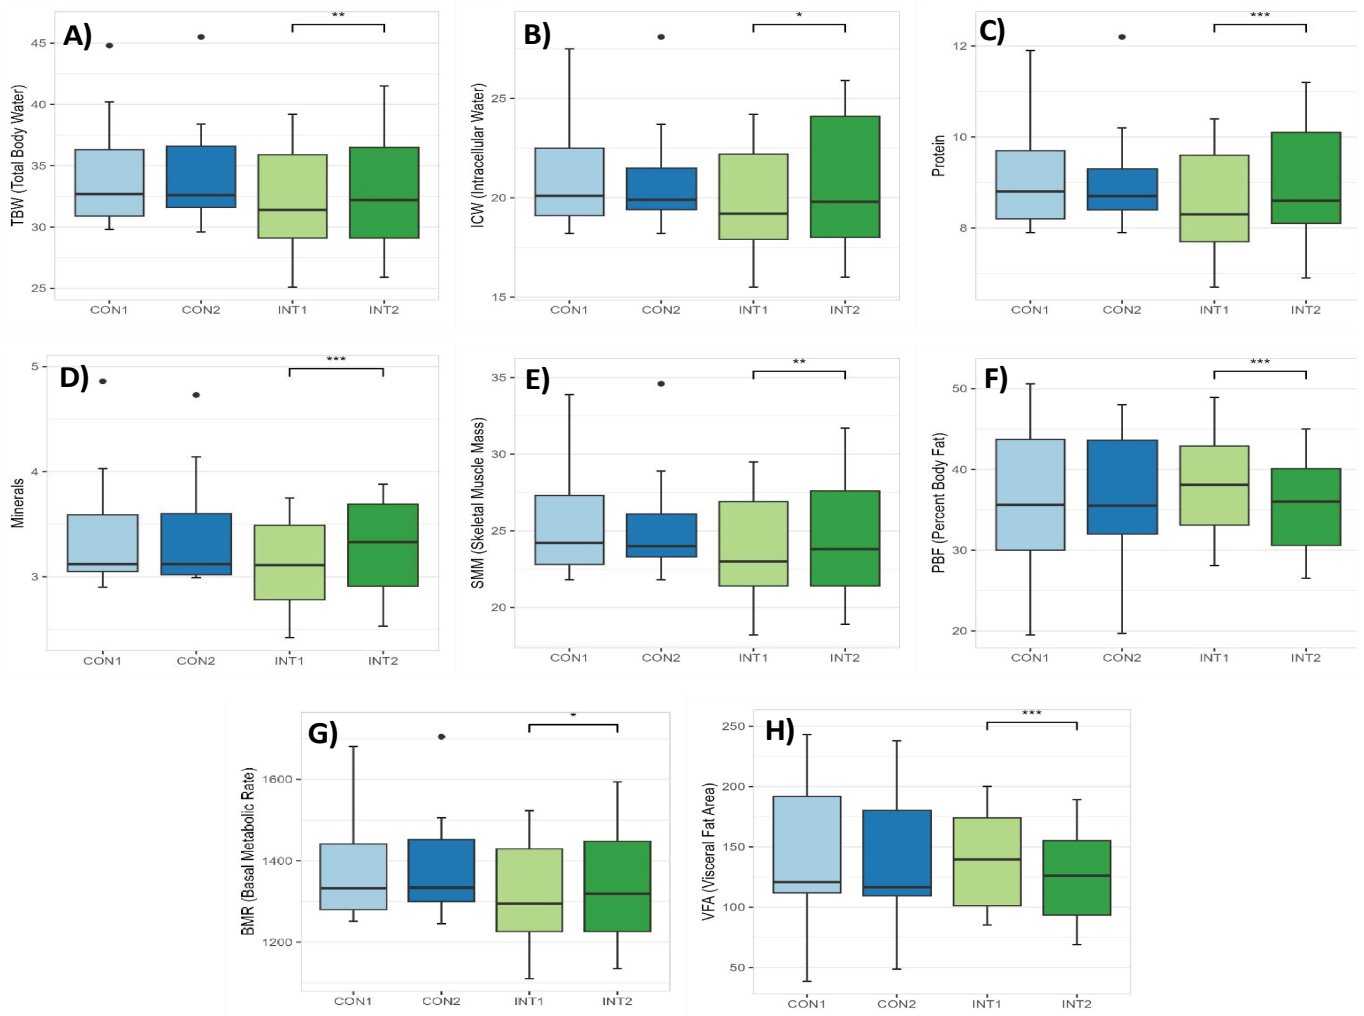 A)
**
TBW (Total Body Water)
45
40
35
30
25
CON1 CON2 INT1 INT2
B)
*
ICW (Intracellular Water)
25
20
15
CON1 CON2 INT1 INT2
C)
***
Protein
12
10
8
CON1 CON2 INT1 INT2
D)
***
Minerals
5
4
3
CON1 CON2 INT1 INT2
E)
**
SMM (Skeletal Muscle Mass)
35
30
25
20
CON1 CON2 INT1 INT2
F)
***
PBF (Percent Body Fat)
50
40
30
20
CON1 CON2 INT1 INT2
G)
*
BMR (Basal Metabolic Rate)
1600
1400
1200
CON1 CON2 INT1 INT2
H)
***
VFA (Visceral Fat Area)
250
200
150
100
50
CON1 CON2 INT1 INT2